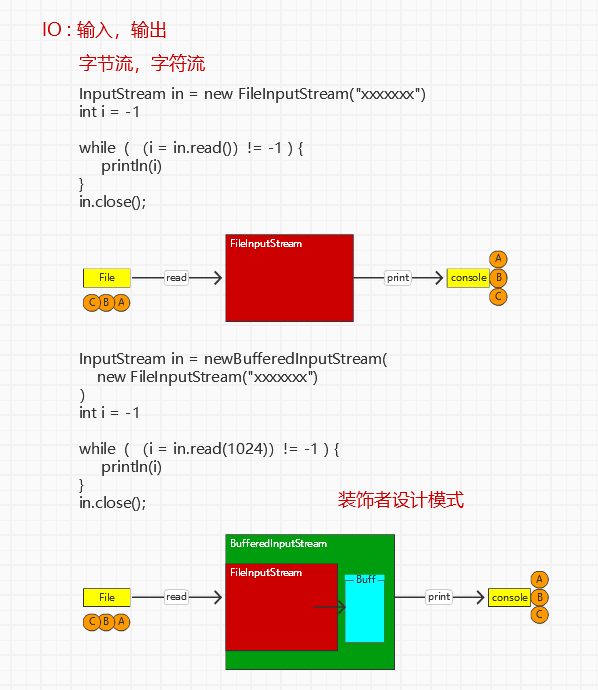 IO : 输入，输出
字节流，字符流
InputStream in = new FileInputStream("xxxxxxx")
int i = -1
while ( (i = in.read()) != -1 ) {
println(i)
}
in.close();
FileInputStream
File
read
print
console
A
B
C
C B A
InputStream in = newBufferedInputStream(
new FileInputStream("xxxxxxx")
)
int i = -1
while ( (i = in.read(1024)) != -1 ) {
println(i)
}
in.close();
装饰者设计模式
BufferedInputStream
FileInputStream
Buff
File
read
print
console
A
B
C
C B A